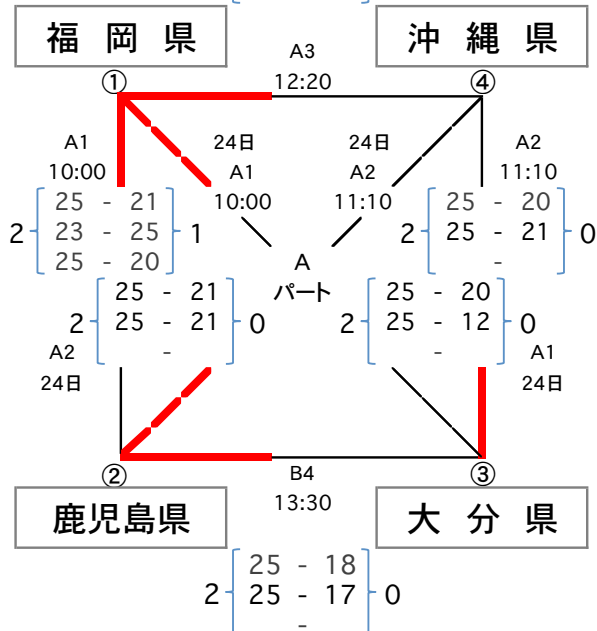 福岡県 沖縄県
A3
① 12:20 ④
A1 24日 24日 A2
10:00 A1 A2 11:10
10:00 11:10
25 - 21 25 - 20
2 23 - 25 1 2 25 - 21 0
25 - 20 -
A
パート
25 - 21 25 - 20
2 25 - 21 0 2 25 - 12 0
- -
A2 A1
24日 24日
② ③
B4
鹿児島県 13:30 大分県
25 - 18
2 25 - 17 0
-